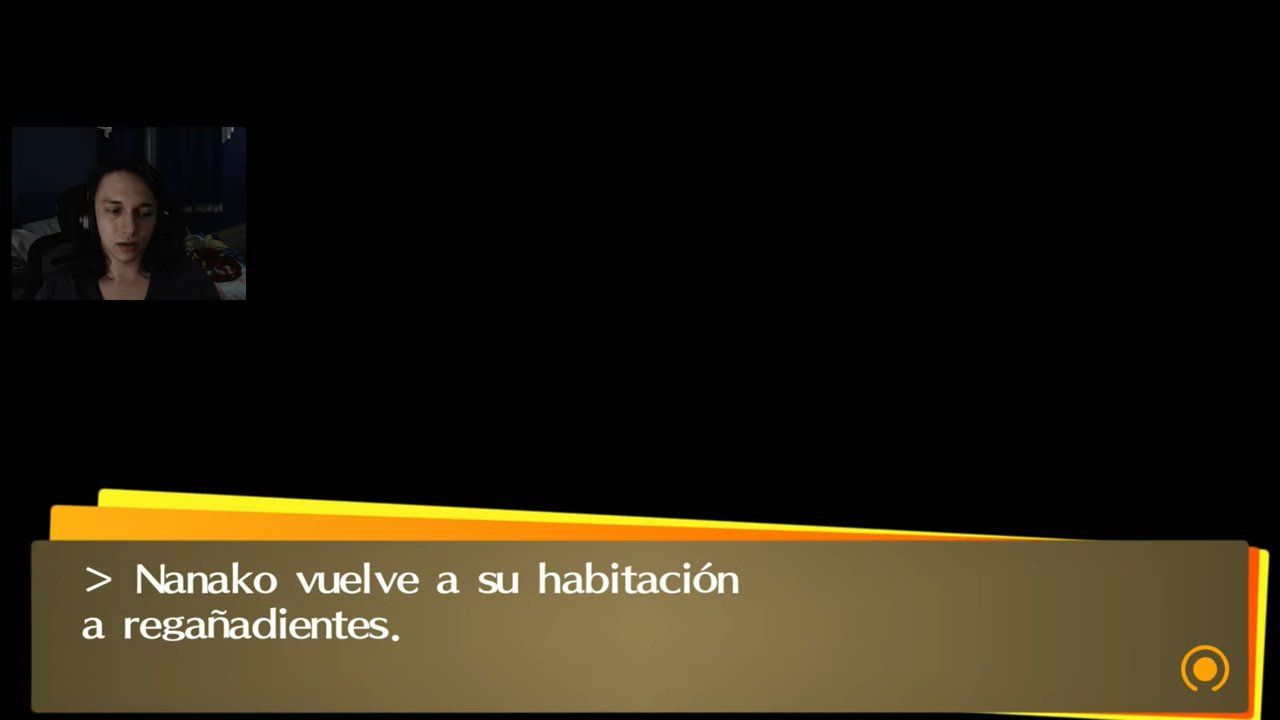 > Nanako vuelve a su habitación
a regañadientes.